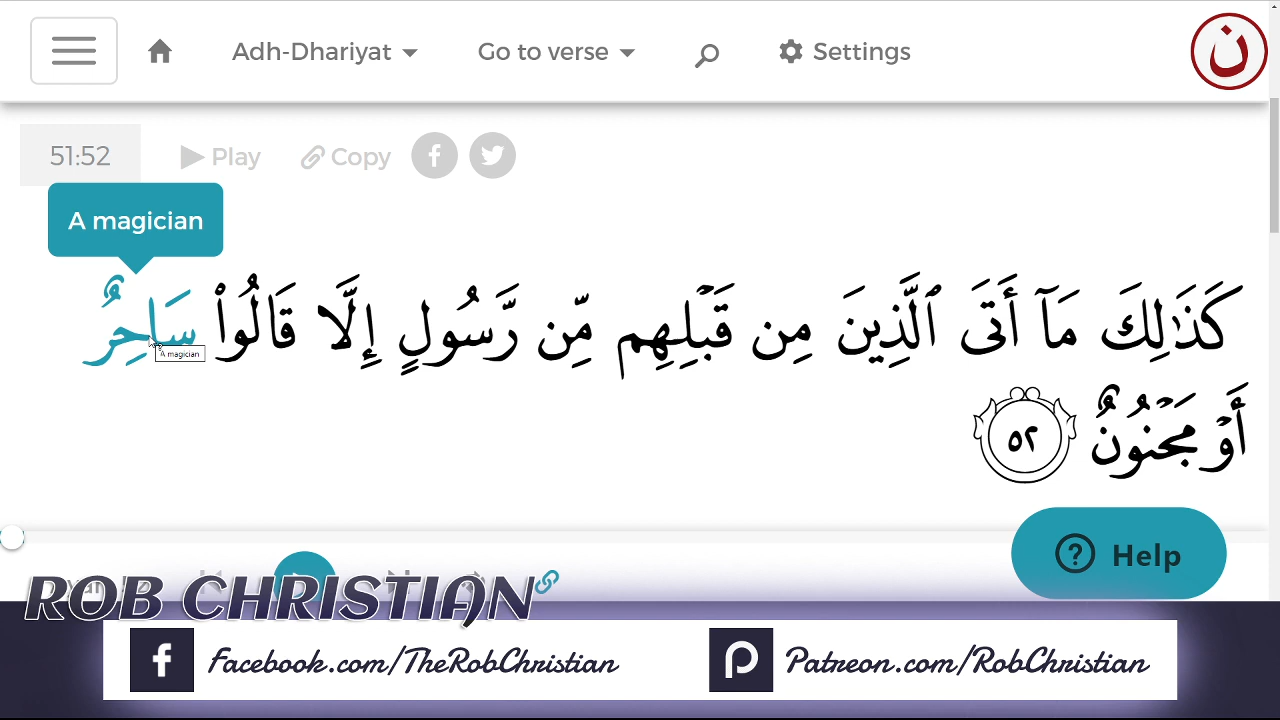 Adh-Dhariyat
Go to verse
Settings
ن
51:52
Play
Copy
A magician
كَذَٰلِكَ مَآ أَتَى ٱلَّذِينَ مِن قَبْلِهِم مِّن رَّسُولٍ إِلَّا قَالُوا۟ سَاحِرٌ
A magician
أَوْ مَجْنُونٌ ٥٢
Help
ROB CHRISTIAN
Facebook.com/TheRobChristian
Patreon.com/RobChristian